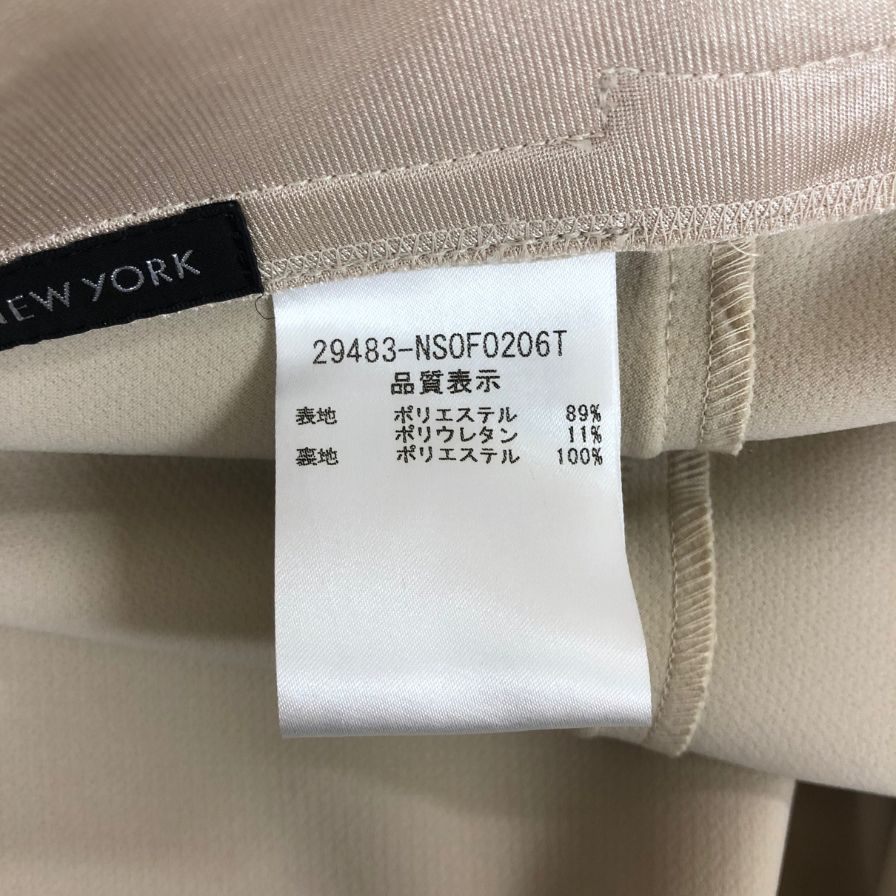 NEW YORK
29483-NS0F0206T
品質表示
表地 ポリエステル 89%
ポリウレタン 11%
裏地 ポリエステル 100%